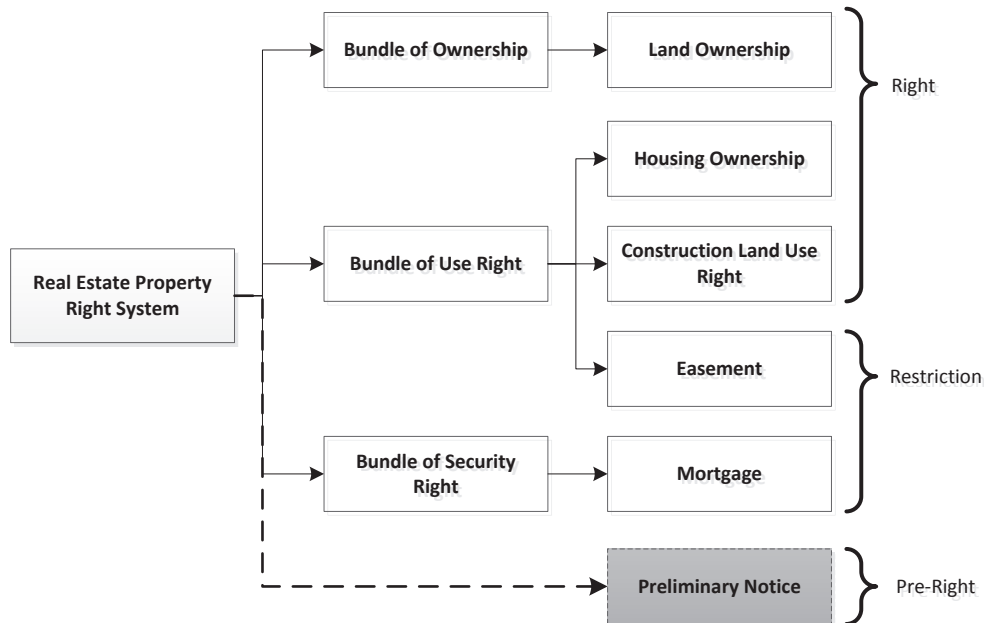 Bundle of Ownership
Land Ownership
Right
Housing Ownership
Real Estate Property
Right System
Bundle of Use Right
Construction Land Use
Right
Easement
Restriction
Bundle of Security
Right
Mortgage
Preliminary Notice
Pre-Right